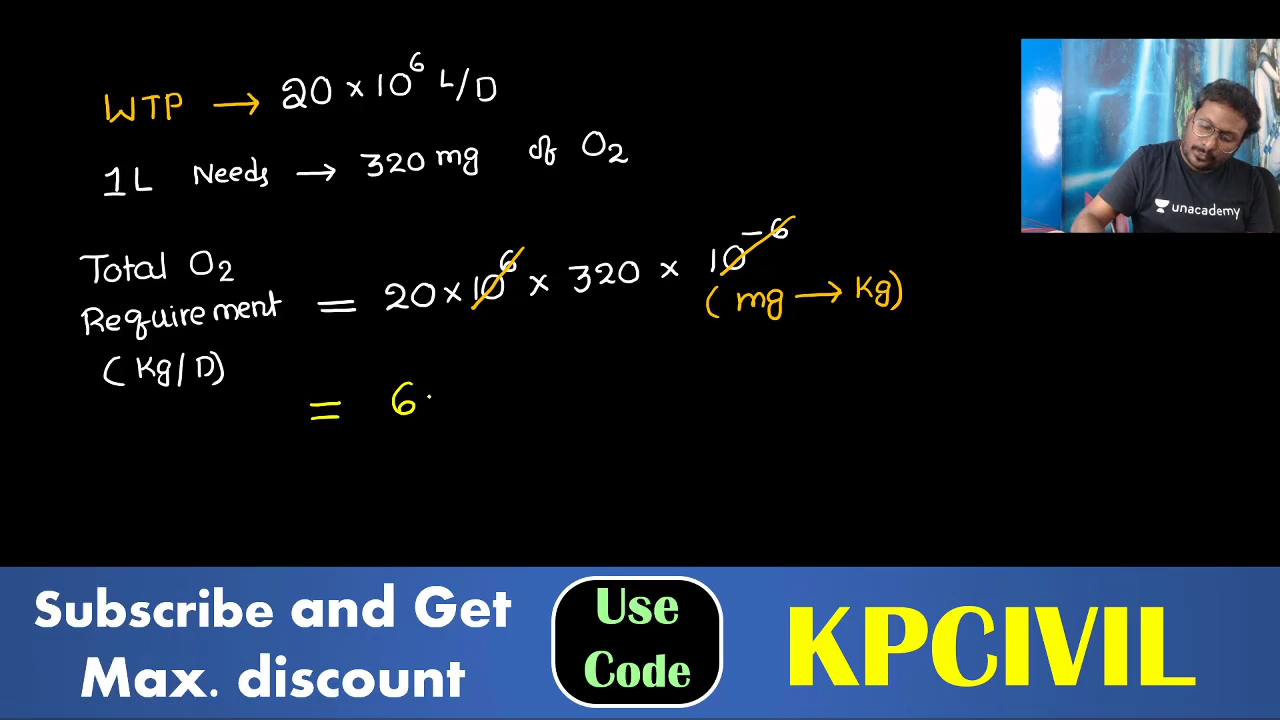 WTP → 20 × 10⁶ L/D
1L Needs → 320 mg of O₂
Total O₂
Requirement = 20 × 10⁶ × 320 × 10⁻⁶
(mg → Kg)
(Kg/D)
= 6.
unacademy
Subscribe and Get
Max. discount
Use
Code
KPCIVIL